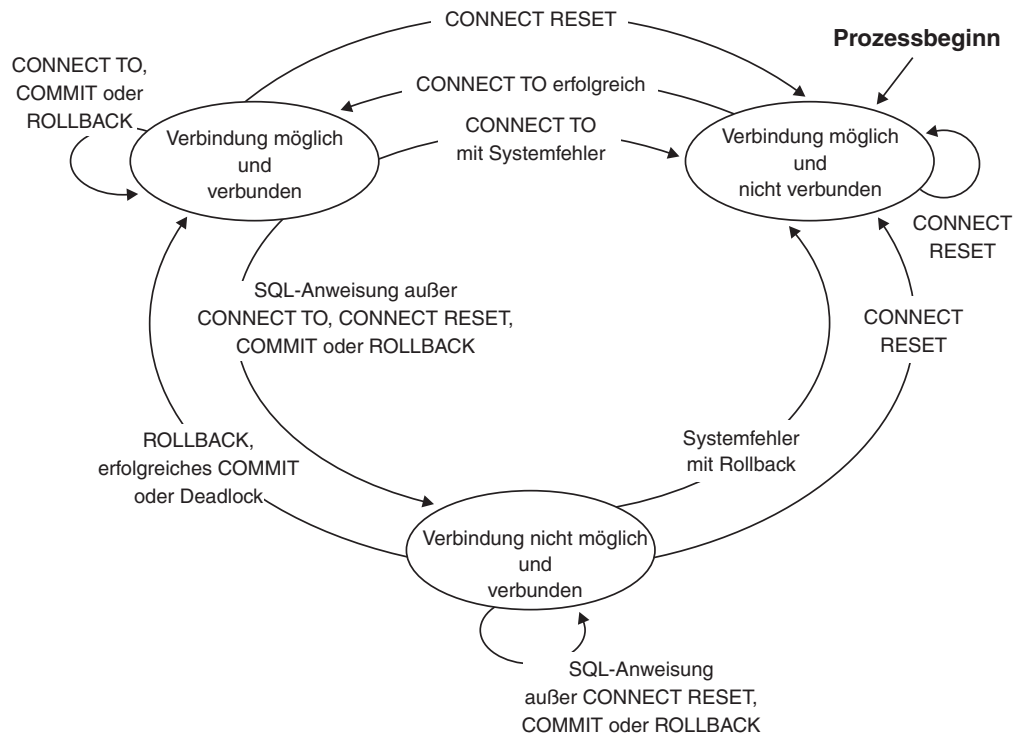 CONNECT RESET
Prozessbeginn
CONNECT TO,
COMMIT oder
ROLLBACK
CONNECT TO erfolgreich
CONNECT TO
mit Systemfehler
Verbindung möglich
und
verbunden
Verbindung möglich
und
nicht verbunden
CONNECT
RESET
SQL-Anweisung außer
CONNECT TO, CONNECT RESET,
COMMIT oder ROLLBACK
CONNECT
RESET
ROLLBACK,
erfolgreiches COMMIT
oder Deadlock
Systemfehler
mit Rollback
Verbindung nicht möglich
und
verbunden
SQL-Anweisung
außer CONNECT RESET,
COMMIT oder ROLLBACK